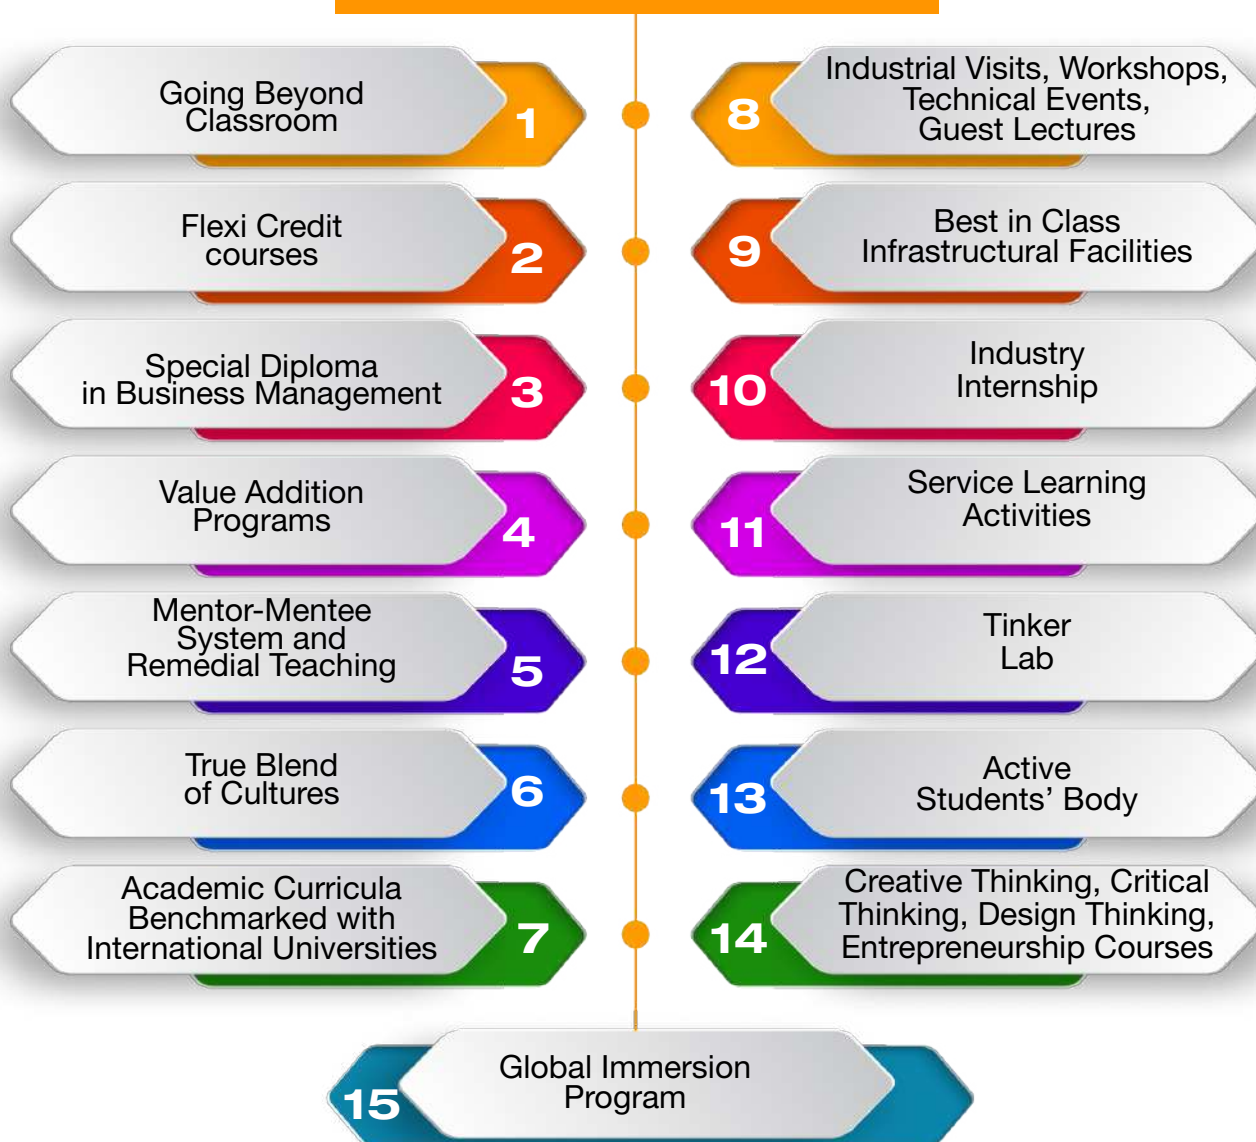 Going Beyond
Classroom
1
Flexi Credit
courses
2
Special Diploma
in Business Management
3
Value Addition
Programs
4
Mentor-Mentee
System and
Remedial Teaching
5
True Blend
of Cultures
6
Academic Curricula
Benchmarked with
International Universities
7
8
Industrial Visits, Workshops,
Technical Events,
Guest Lectures
9
Best in Class
Infrastructural Facilities
10
Industry
Internship
11
Service Learning
Activities
12
Tinker
Lab
13
Active
Students’ Body
14
Creative Thinking, Critical
Thinking, Design Thinking,
Entrepreneurship Courses
15
Global Immersion
Program